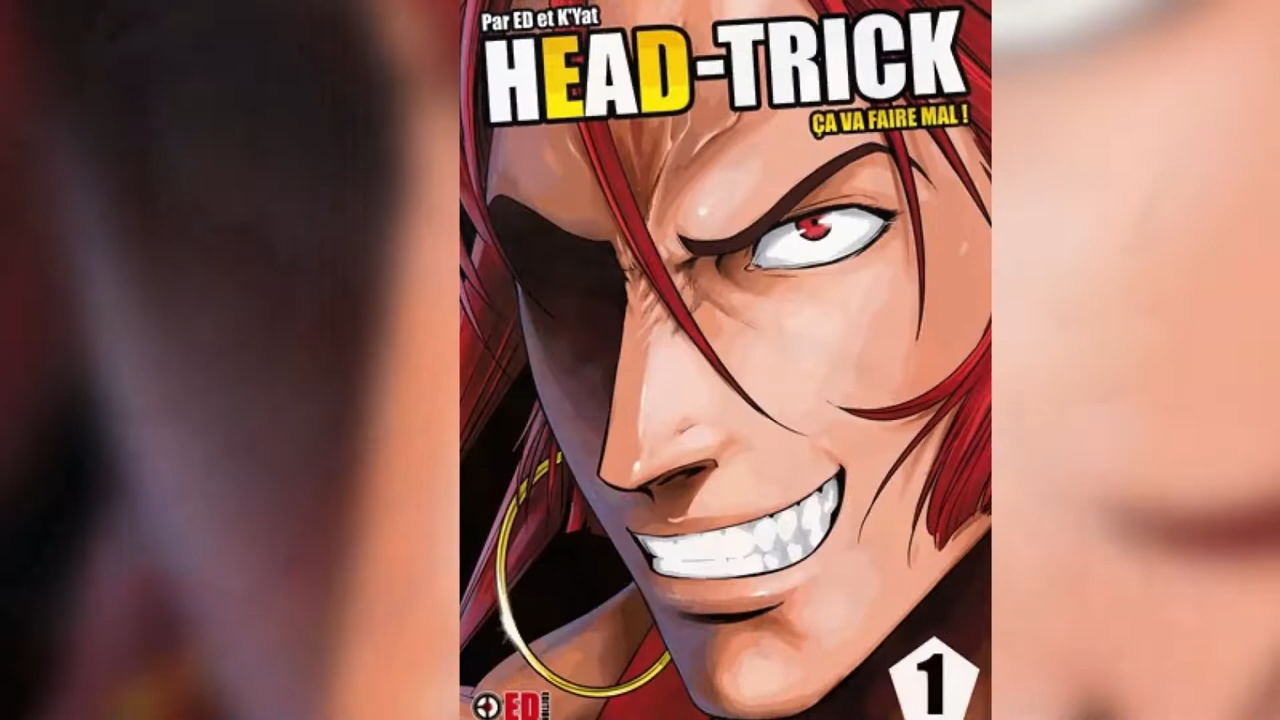 Par ED et K'Yat
HEAD-TRICK
ÇA VA FAIRE MAL !
1
ED